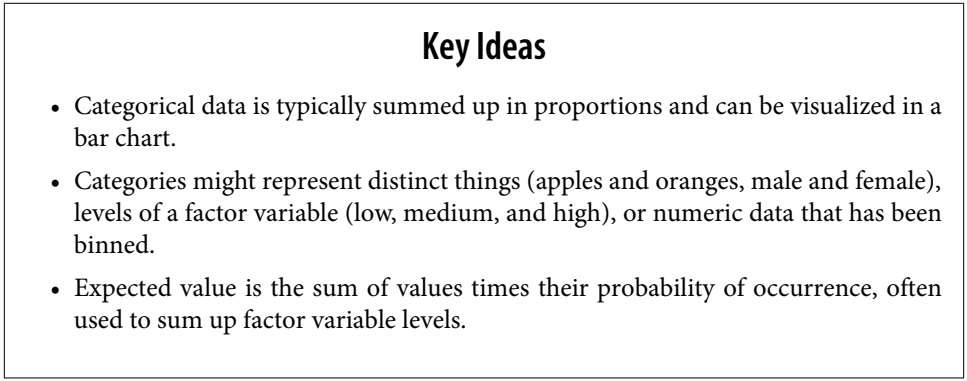 Key Ideas
• Categorical data is typically summed up in proportions and can be visualized in a
bar chart.
• Categories might represent distinct things (apples and oranges, male and female),
levels of a factor variable (low, medium, and high), or numeric data that has been
binned.
• Expected value is the sum of values times their probability of occurrence, often
used to sum up factor variable levels.